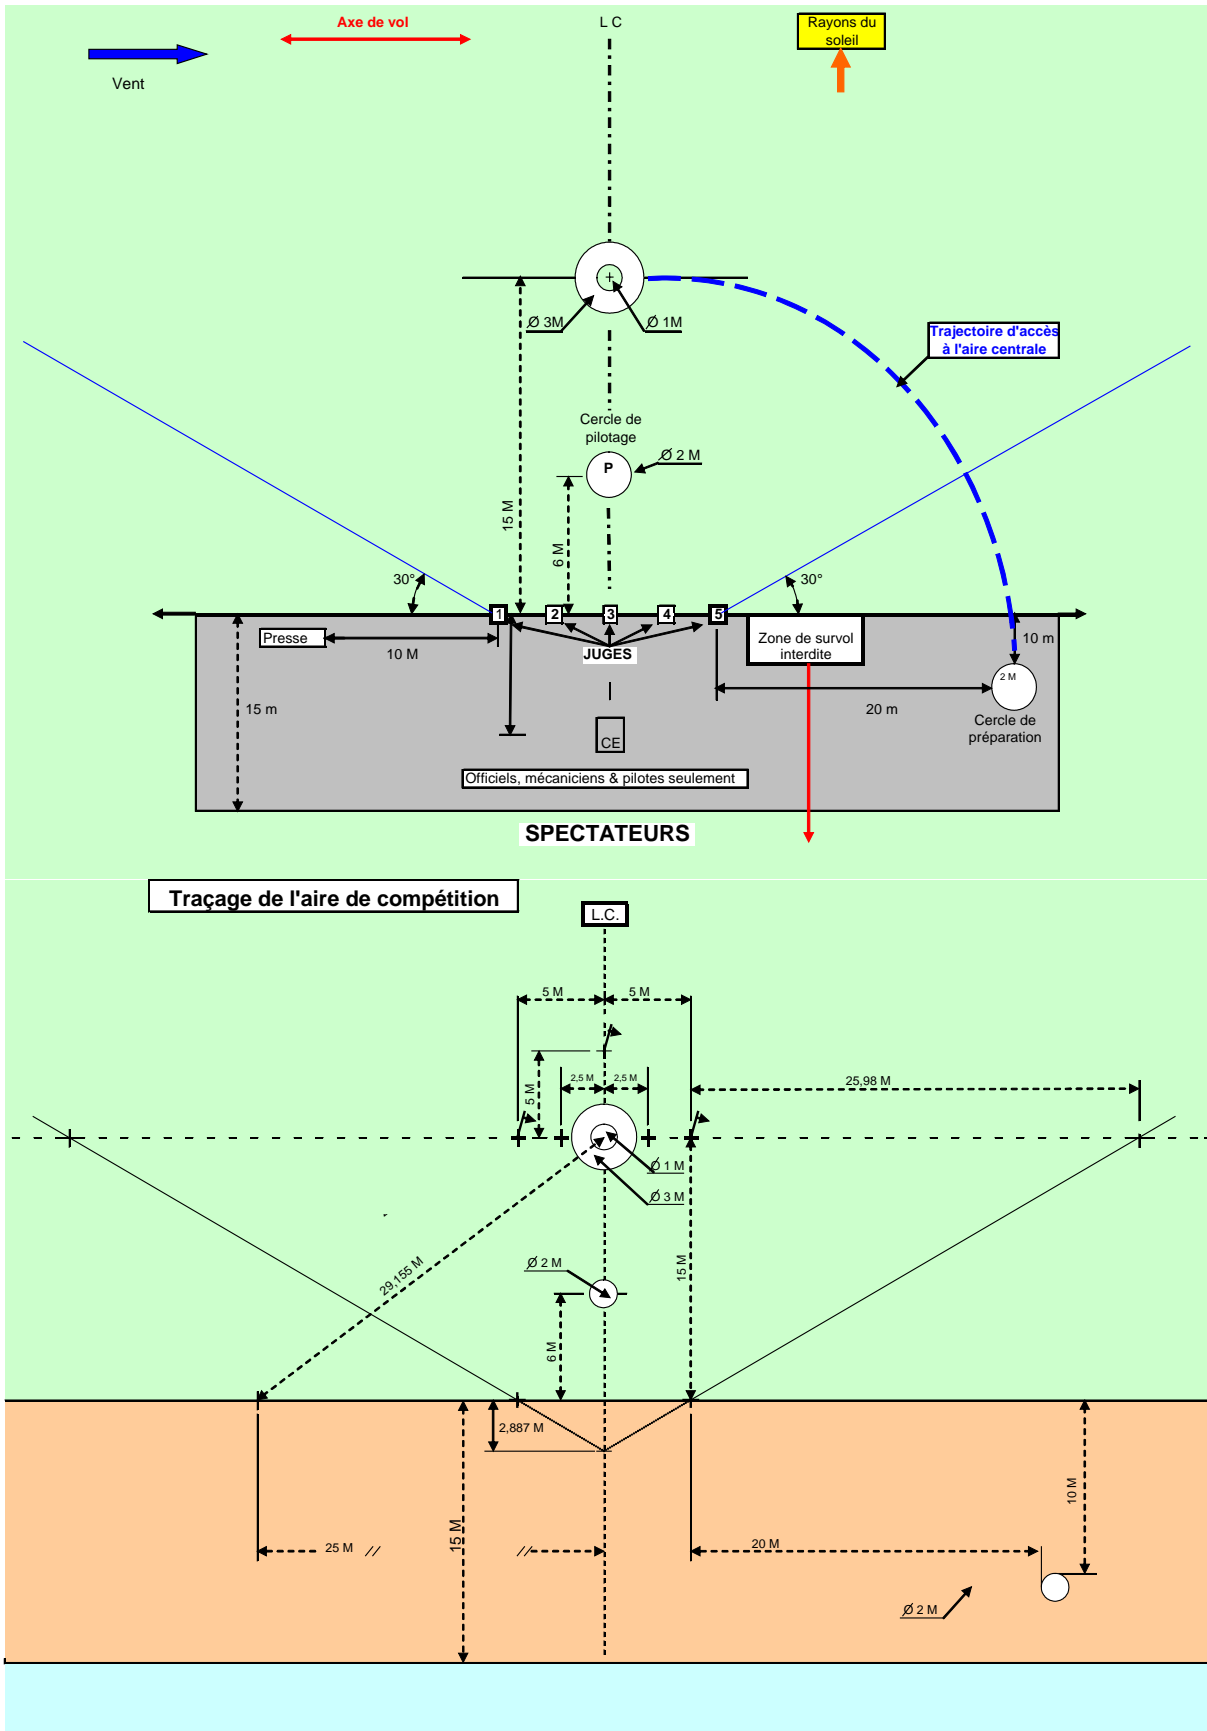 Axe de vol
L C
Rayons du
soleil
Vent
Ø 3M
Ø 1M
Trajectoire d'accès
à l'aire centrale
Cercle de
pilotage
P
Ø 2 M
15 M
6 M
30°
30°
1
2
3
4
5
Presse
10 M
JUGES
Zone de survol
interdite
10 m
2 M
15 m
20 m
Cercle de
préparation
CE
Officiels, mécaniciens & pilotes seulement
SPECTATEURS
Traçage de l'aire de compétition
L.C.
5 M
5 M
5 M
2,5 M
2,5 M
25,98 M
Ø 1 M
Ø 3 M
29,155 M
Ø 2 M
15 M
6 M
2,887 M
10 M
15 M
25 M
//
//
20 M
Ø 2 M